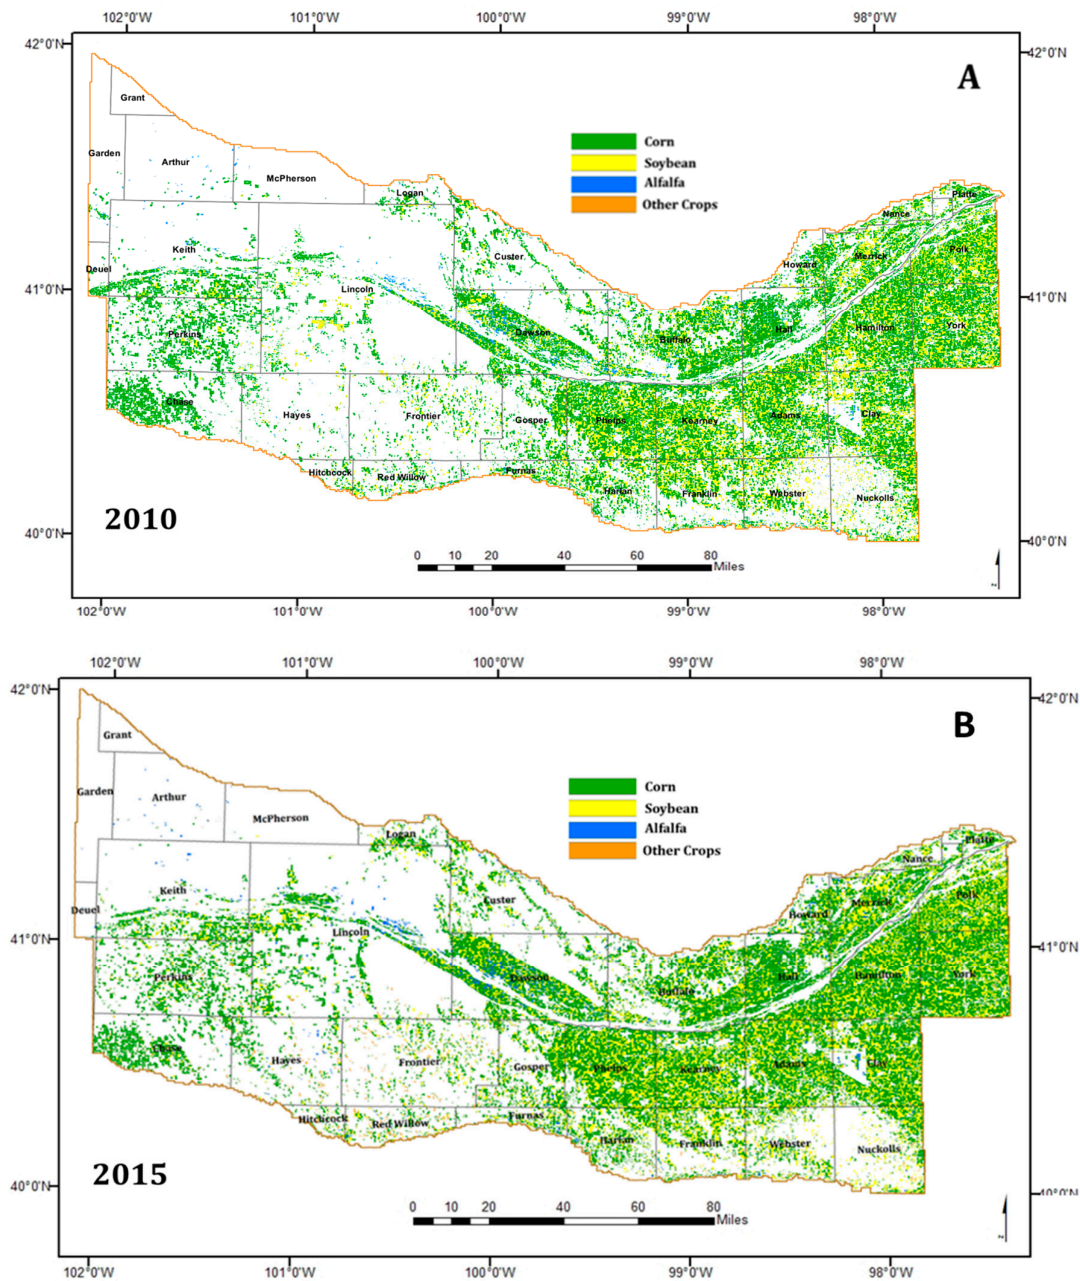 102°0'W 101°0'W 100°0'W 99°0'W 98°0'W
42°0'N 42°0'N
A
Grant
Corn
Garden
Soybean
Arthur
McPherson
Alfalfa
Logan
Other Crops
Platte
Nance
Keith
Custer
Merrick
Polk
Howard
Deuel
41°0'N 41°0'N
Lincoln
Perkins
Dawson
Buffalo
Hall
Hamilton
York
Chase
Hayes
Frontier
Gosper
Phelps
Kearney
Adams
Clay
Hitchcock
Red Willow
Furnas
Harlan
Franklin
Webster
Nuckolls
2010
40°0'N 40°0'N
0 10 20 40 60 80
Miles
z
102°0'W 101°0'W 100°0'W 99°0'W 98°0'W
102°0'W 101°0'W 100°0'W 99°0'W 98°0'W
42°0'N 42°0'N
B
Grant
Corn
Garden
Arthur
Soybean
McPherson
Alfalfa
Logan
Other Crops
Platte
Nance
Keith
Custer
Merrick
Polk
Howard
Deuel
Lincoln
41°0'N 41°0'N
Perkins
Dawson
Buffalo
Hall
Hamilton
York
Chase
Hayes
Frontier
Gosper
Phelps
Kearney
Adams
Clay
Hitchcock
Red Willow
Furnas
Harlan
Franklin
Webster
Nuckolls
2015
40°0'N 40°0'N
0 10 20 40 60 80
Miles
z
102°0'W 101°0'W 100°0'W 99°0'W 98°0'W